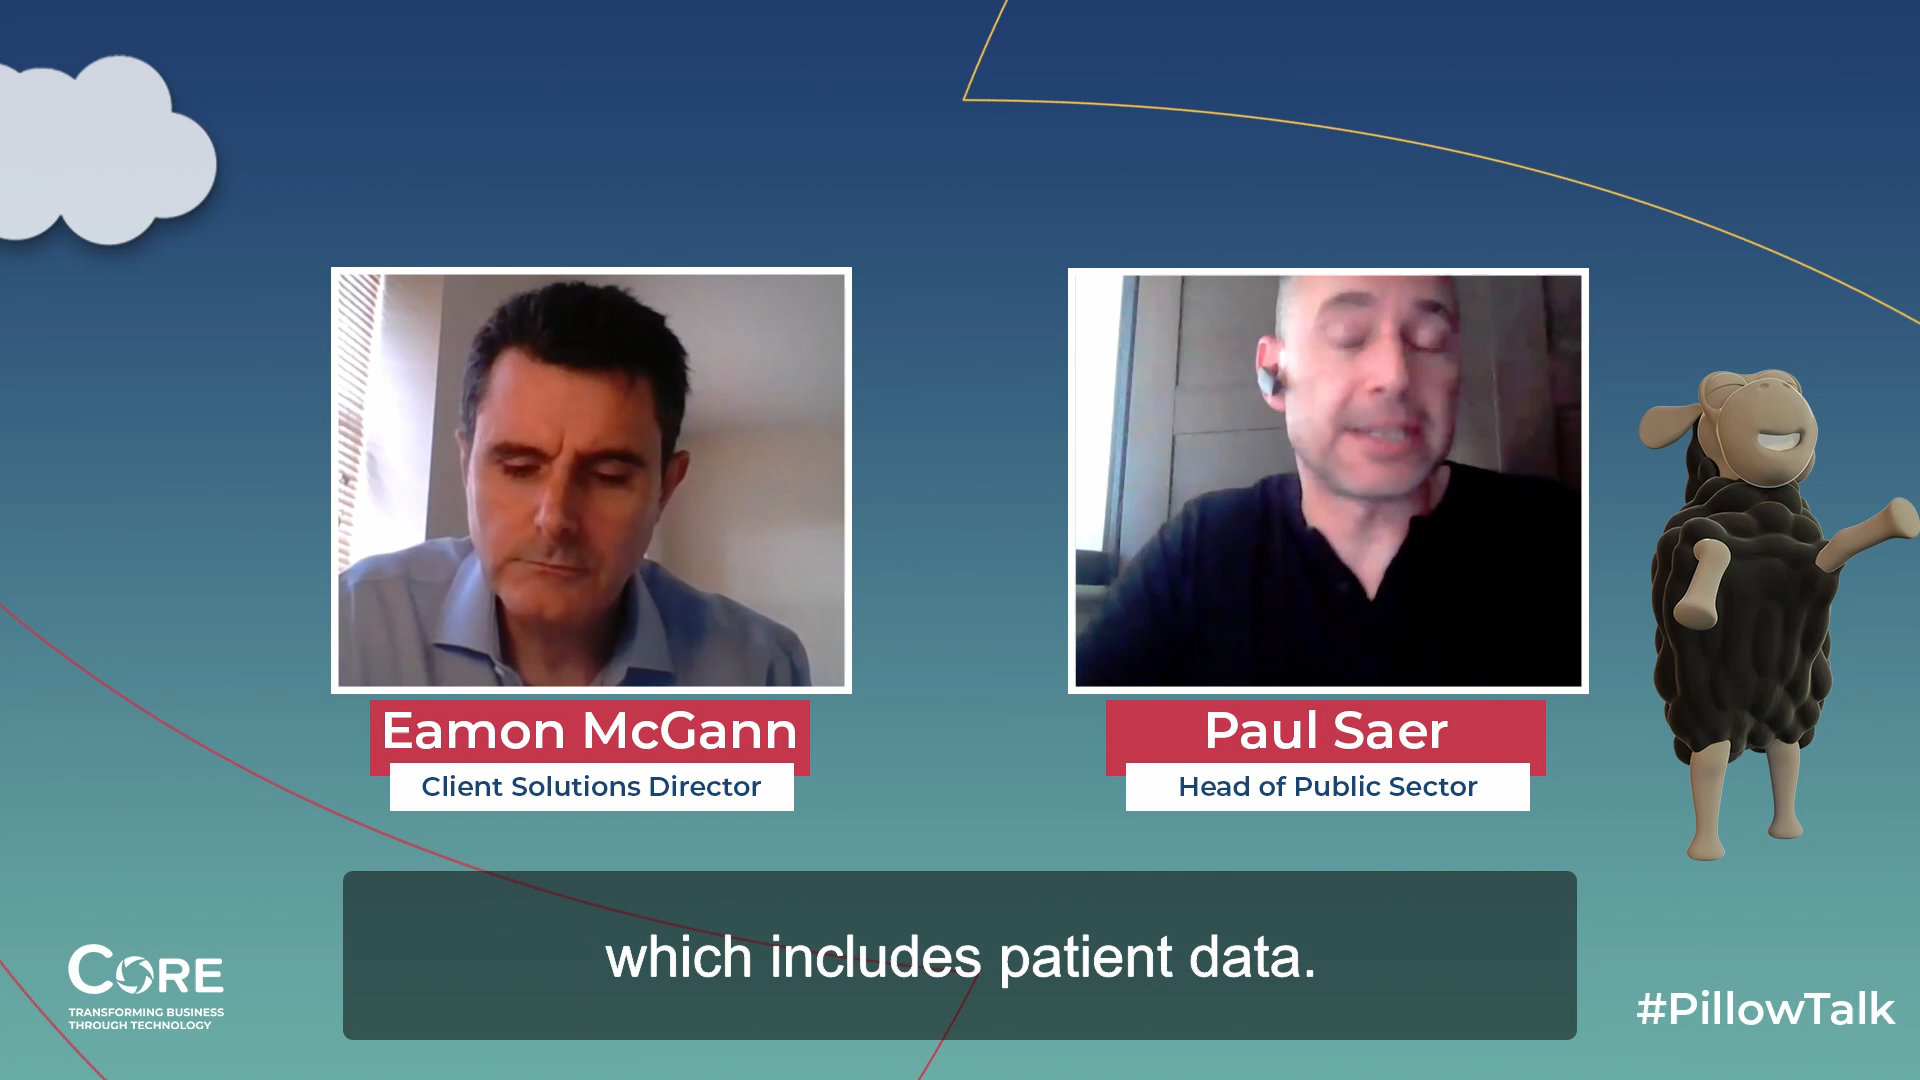 Eamon McGann
Client Solutions Director
Paul Saer
Head of Public Sector
which includes patient data.
CORE
TRANSFORMING BUSINESS
THROUGH TECHNOLOGY
#PillowTalk